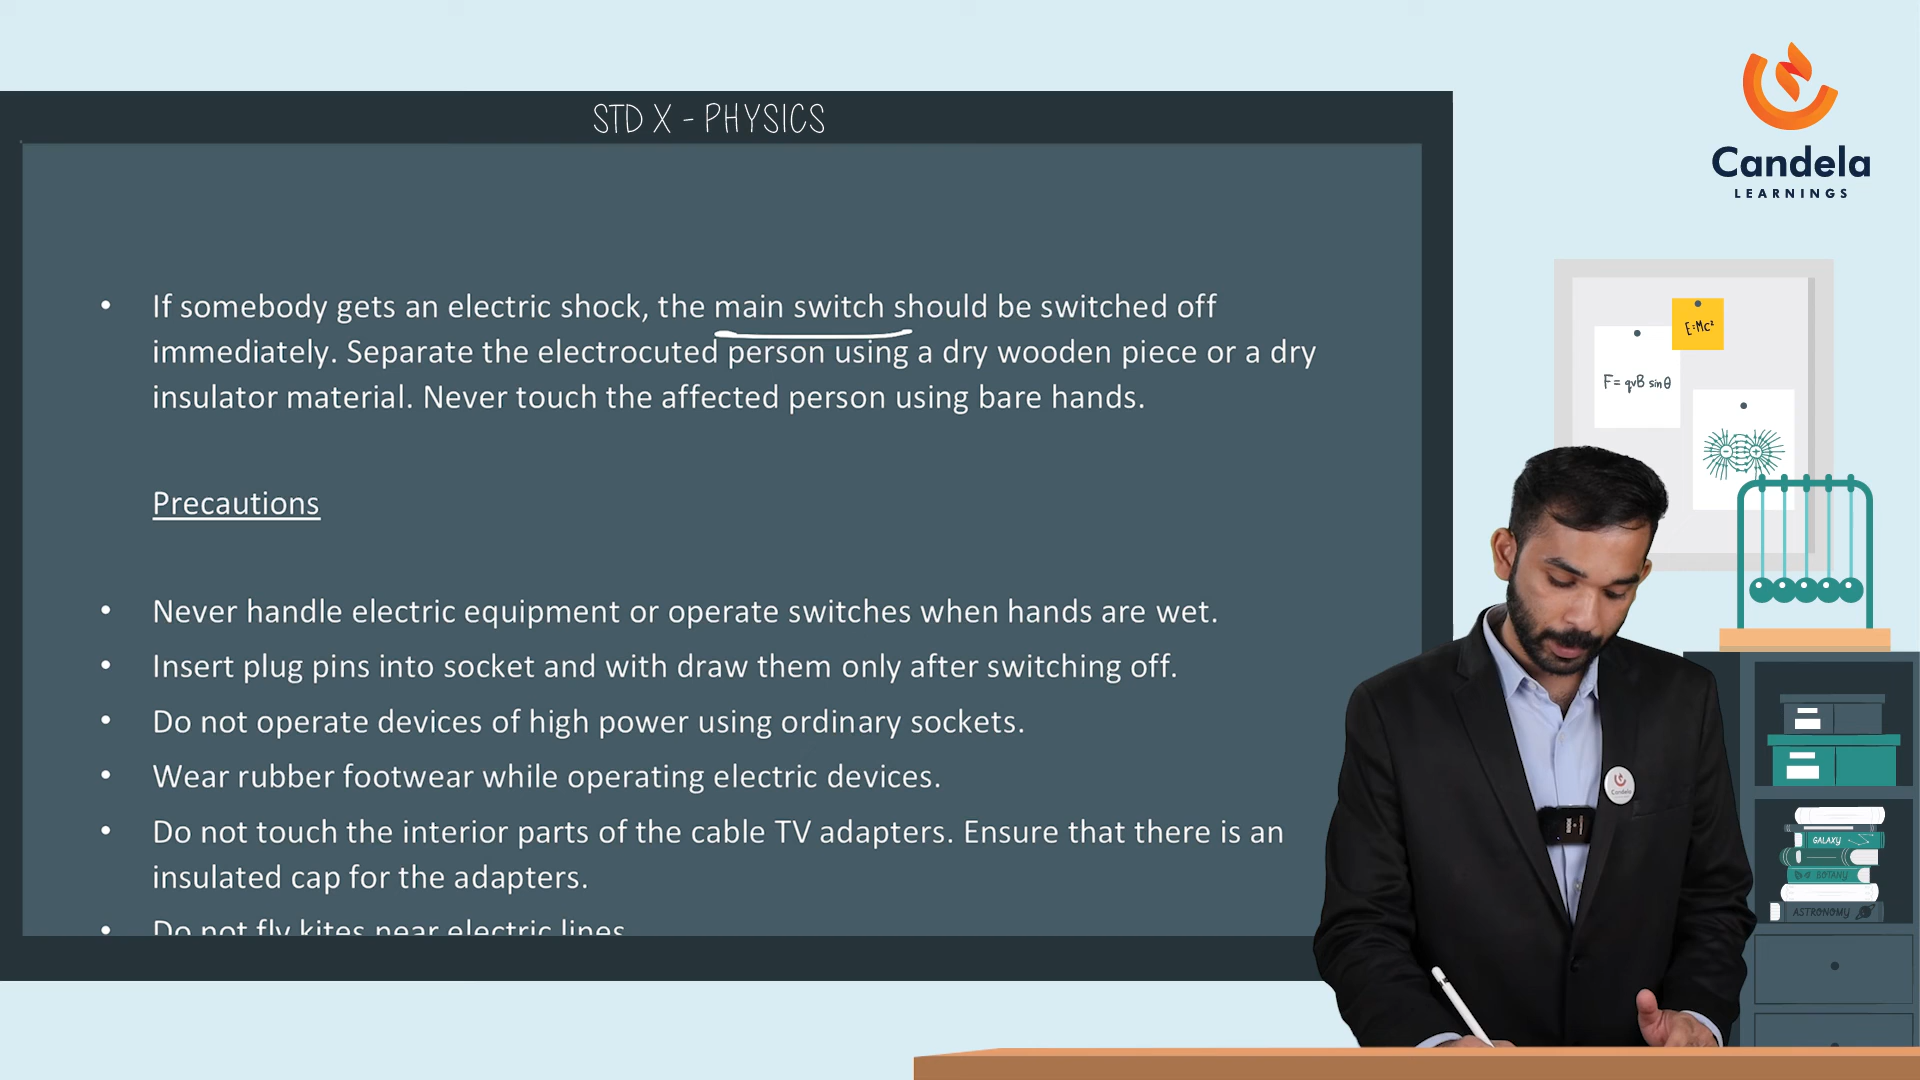 STD X - PHYSICS
Candela
LEARNINGS
• If somebody gets an electric shock, the main switch should be switched off
immediately. Separate the electrocuted person using a dry wooden piece or a dry
insulator material. Never touch the affected person using bare hands.
E=Mc²
F= qvB sinθ
Precautions
• Never handle electric equipment or operate switches when hands are wet.
• Insert plug pins into socket and with draw them only after switching off.
• Do not operate devices of high power using ordinary sockets.
• Wear rubber footwear while operating electric devices.
• Do not touch the interior parts of the cable TV adapters. Ensure that there is an
insulated cap for the adapters.
• Do not fly kites near electric lines
Candela
GALAXY
BOTANY
ASTRONOMY